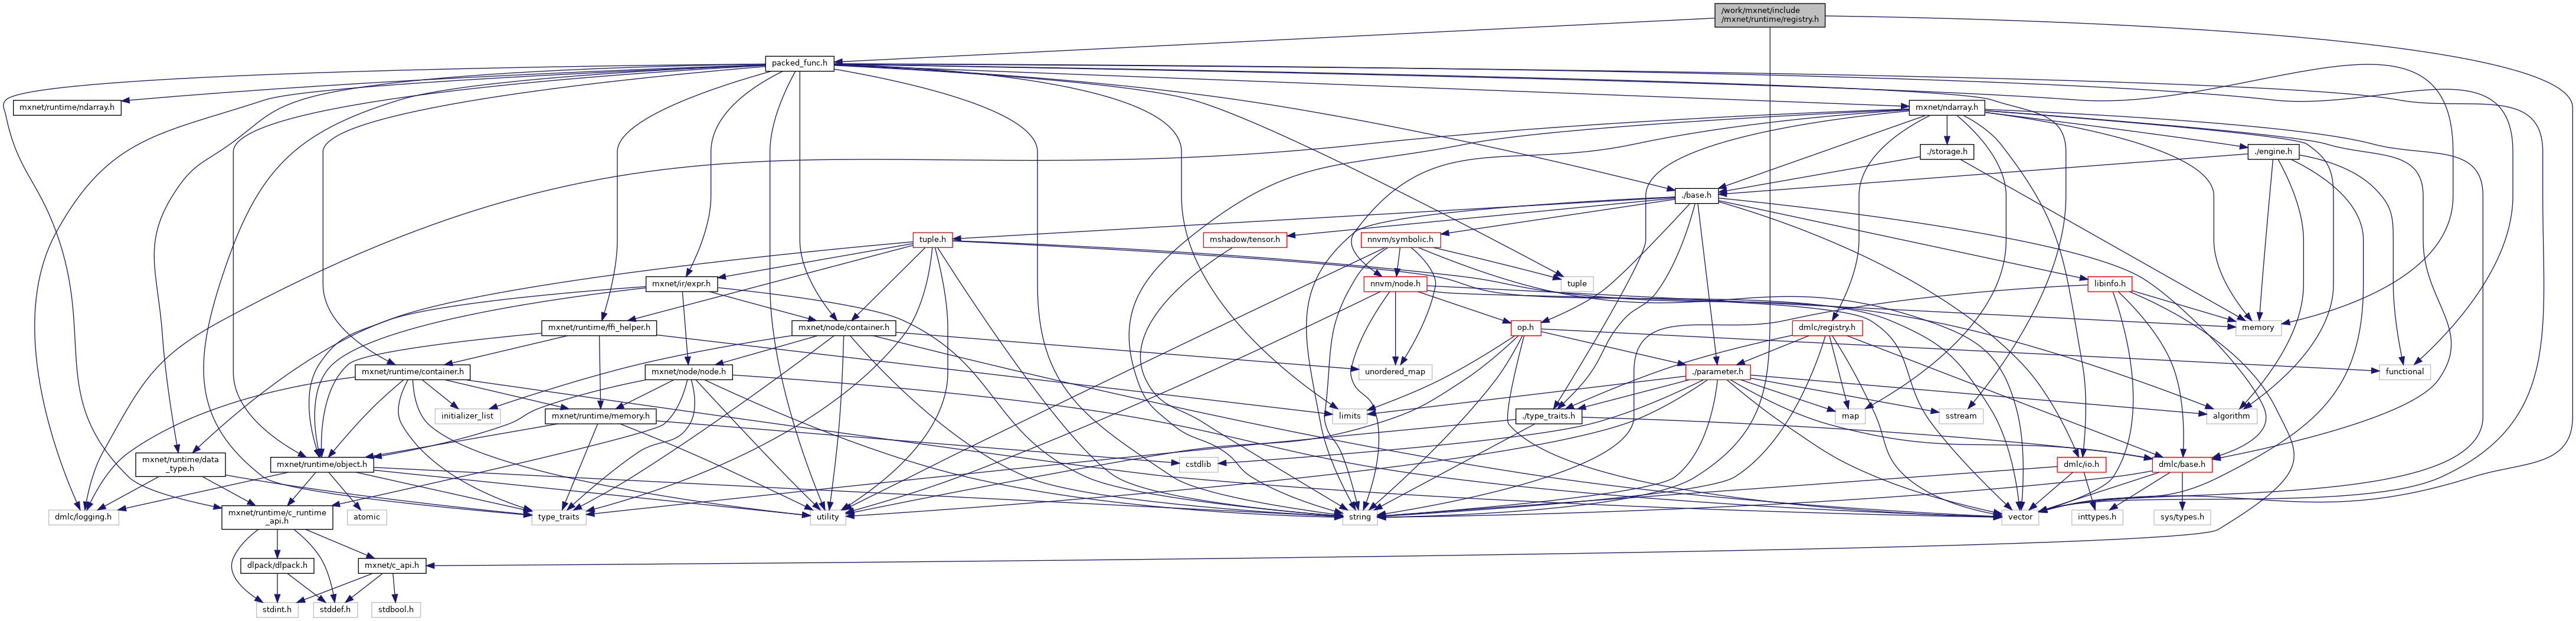 /work/mxnet/include
/mxnet/runtime/registry.h
packed_func.h
mxnet/runtime/ndarray.h
mxnet/ndarray.h
./storage.h
./engine.h
./base.h
tuple.h
mshadow/tensor.h
nnvm/symbolic.h
mxnet/ir/expr.h
nnvm/node.h
tuple
libinfo.h
mxnet/runtime/ffi_helper.h
mxnet/node/container.h
op.h
dmlc/registry.h
memory
mxnet/runtime/container.h
mxnet/node/node.h
unordered_map
./parameter.h
functional
initializer_list
mxnet/runtime/memory.h
limits
./type_traits.h
map
sstream
algorithm
mxnet/runtime/data
_type.h
mxnet/runtime/object.h
cstdlib
dmlc/io.h
dmlc/base.h
dmlc/logging.h
mxnet/runtime/c_runtime
_api.h
atomic
type_traits
utility
string
vector
inttypes.h
sys/types.h
dlpack/dlpack.h
mxnet/c_api.h
stdint.h
stddef.h
stdbool.h